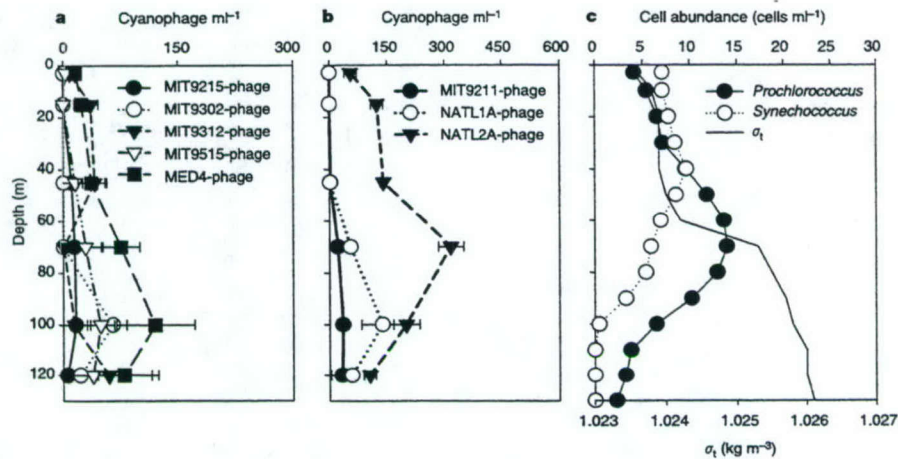 a Cyanophage ml⁻¹
0 150 300
b Cyanophage ml⁻¹
0 150 300 450 600
c Cell abundance (cells ml⁻¹)
0 5 10 15 20 25 30
Depth (m)
0
20
40
60
80
100
120
MIT9215-phage
MIT9302-phage
MIT9312-phage
MIT9515-phage
MED4-phage
MIT9211-phage
NATL1A-phage
NATL2A-phage
Prochlorococcus
Synechococcus
σt
1.023 1.024 1.025 1.026 1.027
σt (kg m⁻³)